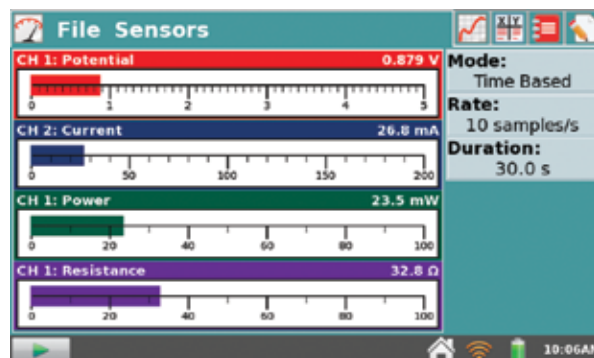 File Sensors
CH 1: Potential 0.879 V
0 1 2 3 4 5
CH 2: Current 26.8 mA
0 50 100 150 200
CH 1: Power 23.5 mW
0 20 40 60 80 100
CH 1: Resistance 32.8 Ω
0 20 40 60 80 100
Mode:
Time Based
Rate:
10 samples/s
Duration:
30.0 s
X Y
10:06AM